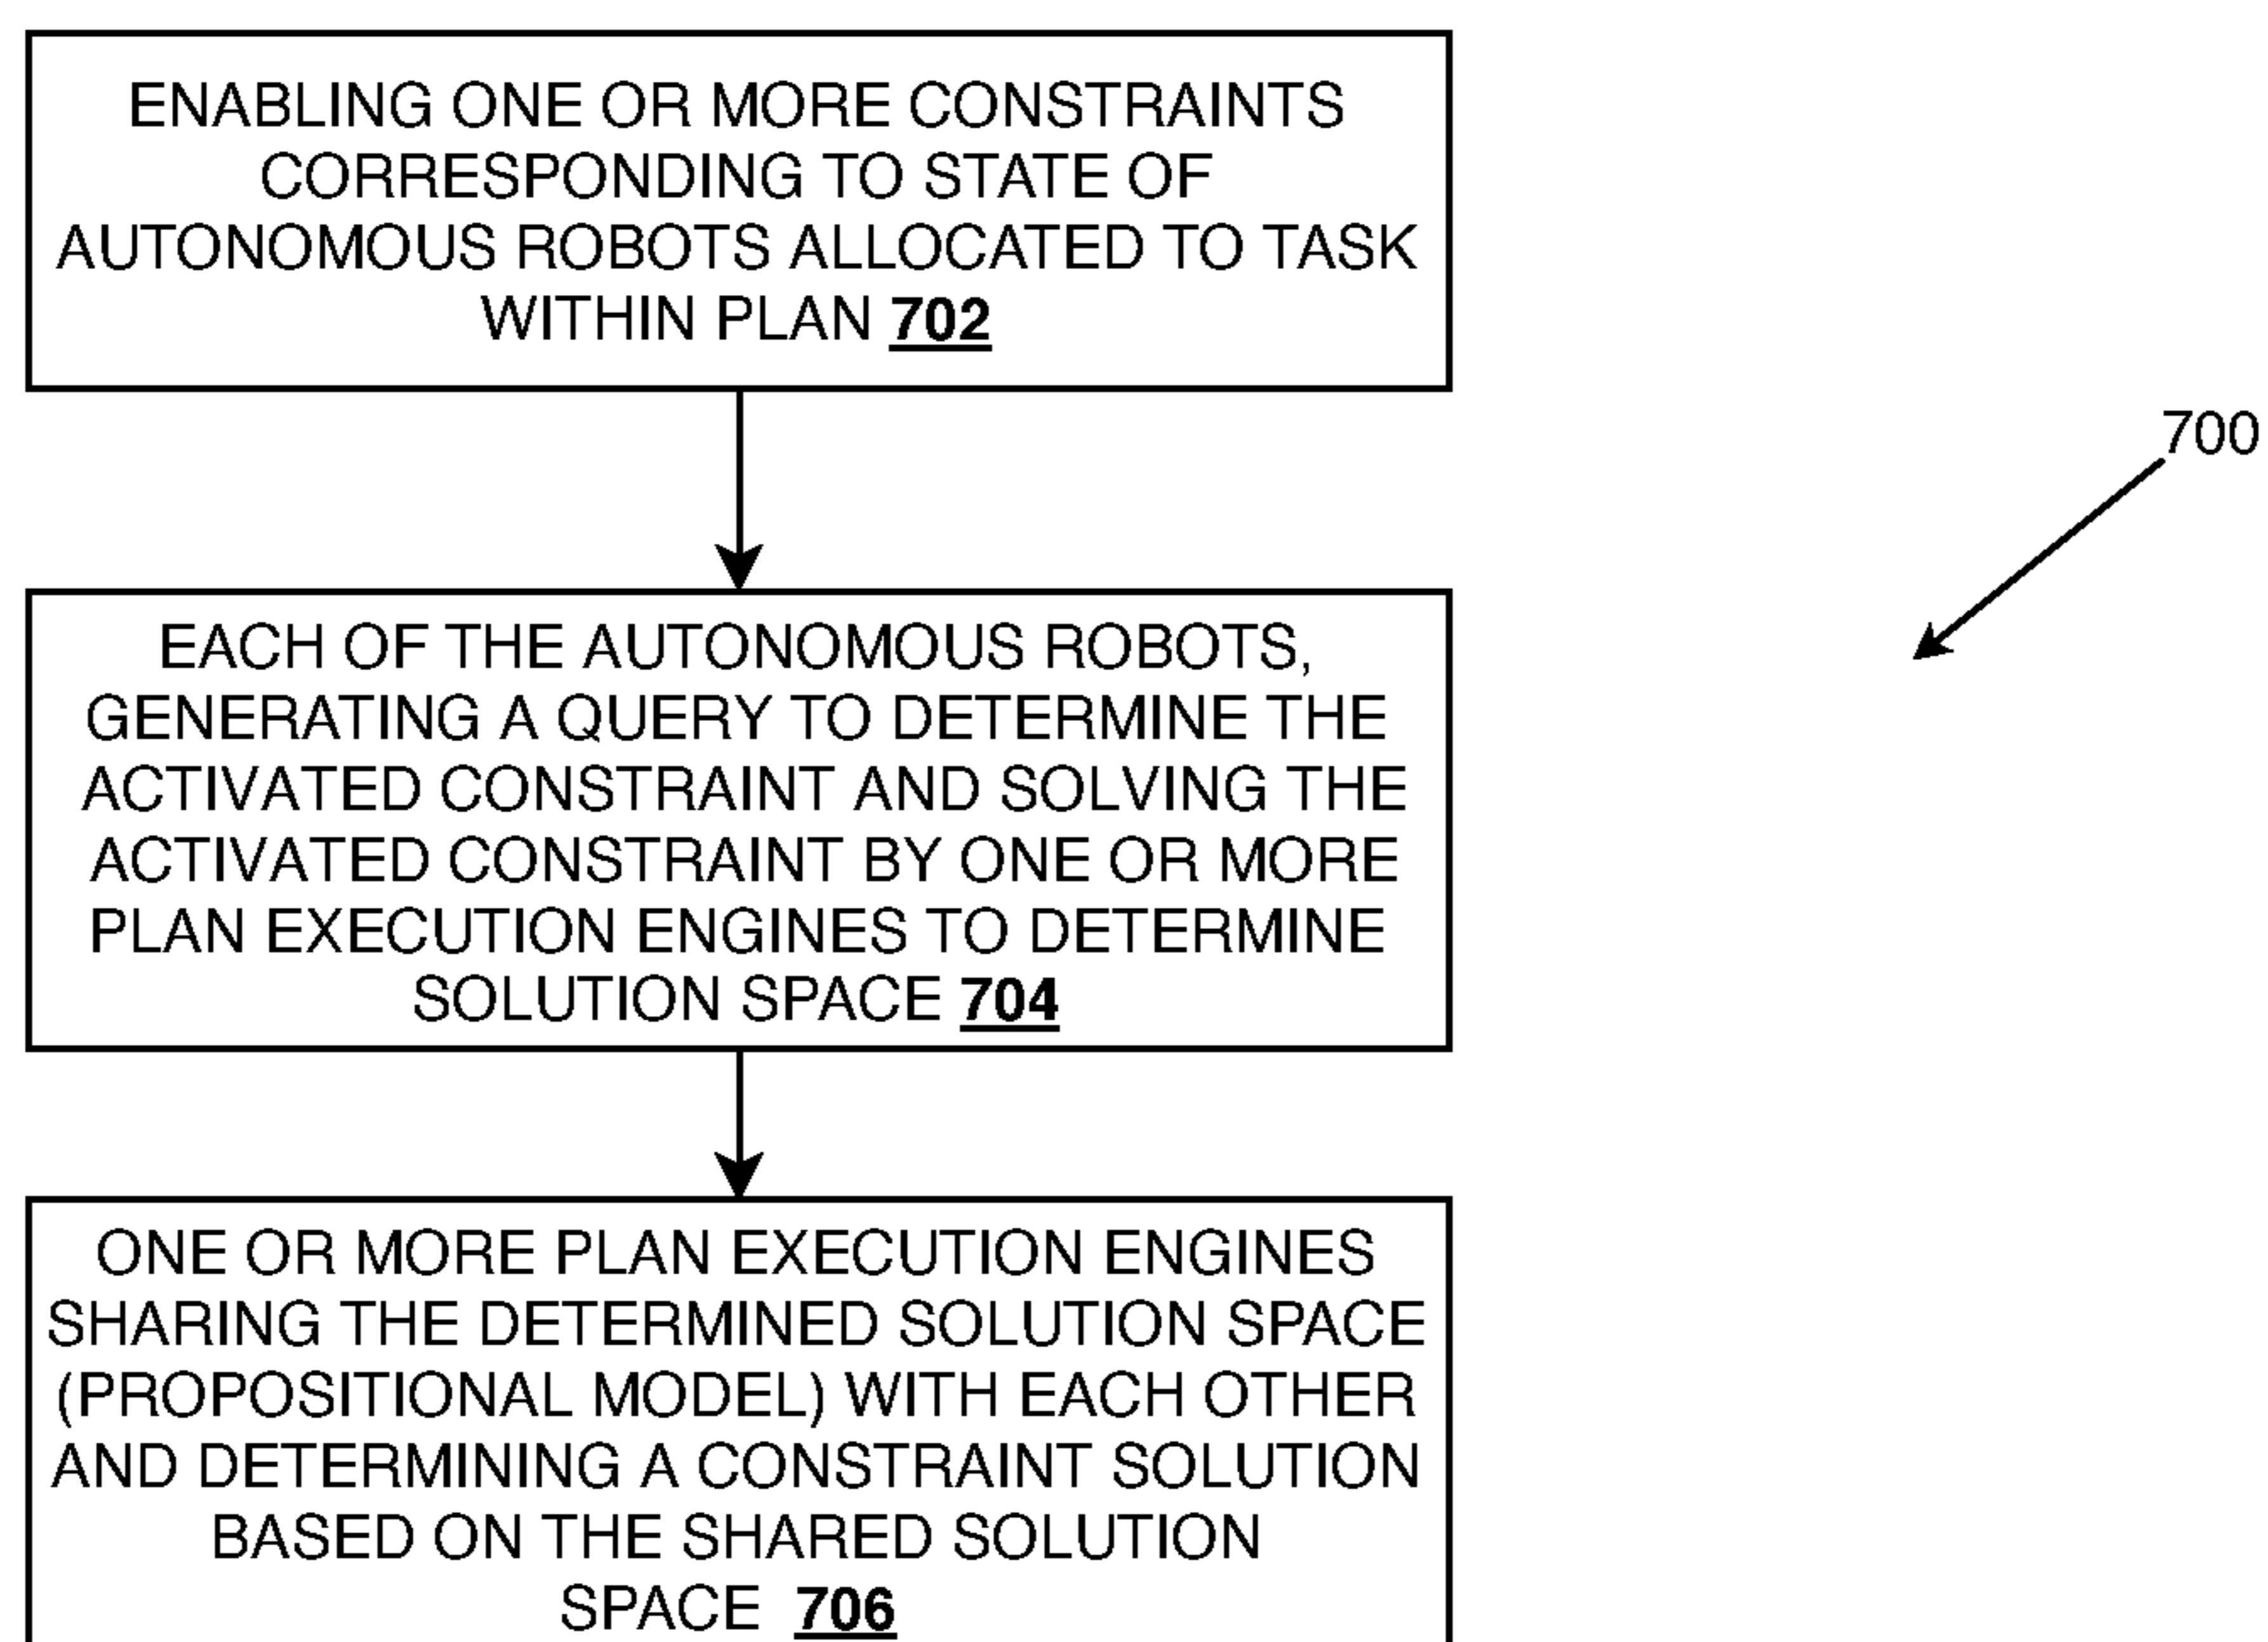 ENABLING ONE OR MORE CONSTRAINTS
CORRESPONDING TO STATE OF
AUTONOMOUS ROBOTS ALLOCATED TO TASK
WITHIN PLAN 702
700
EACH OF THE AUTONOMOUS ROBOTS,
GENERATING A QUERY TO DETERMINE THE
ACTIVATED CONSTRAINT AND SOLVING THE
ACTIVATED CONSTRAINT BY ONE OR MORE
PLAN EXECUTION ENGINES TO DETERMINE
SOLUTION SPACE 704
ONE OR MORE PLAN EXECUTION ENGINES
SHARING THE DETERMINED SOLUTION SPACE
(PROPOSITIONAL MODEL) WITH EACH OTHER
AND DETERMINING A CONSTRAINT SOLUTION
BASED ON THE SHARED SOLUTION
SPACE 706